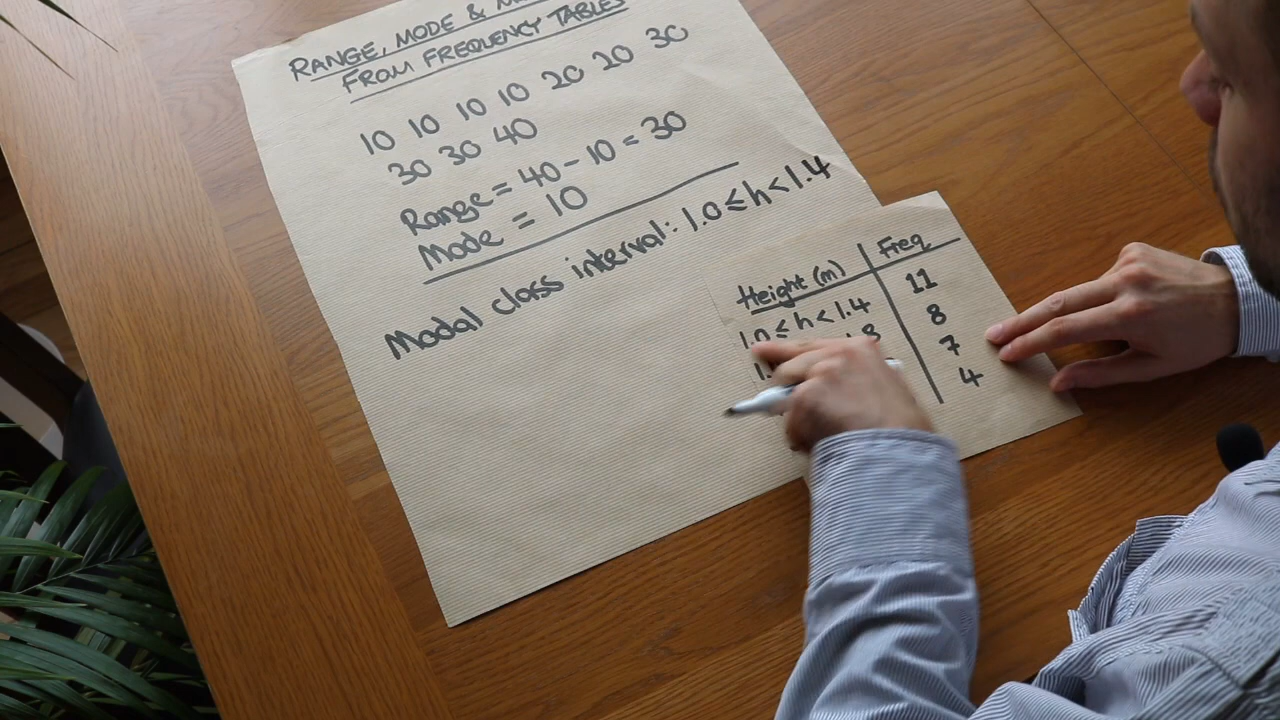 RANGE, MODE &
FROM FREQUENCY TABLES
10 10 10 10 20 20 30
30 30 40
Range = 40 - 10 = 30
Mode = 10
Modal class interval: 1.0 ≤ h < 1.4
Height (m) Freq
1.0 ≤ h < 1.4 11
1.8 8
7
4